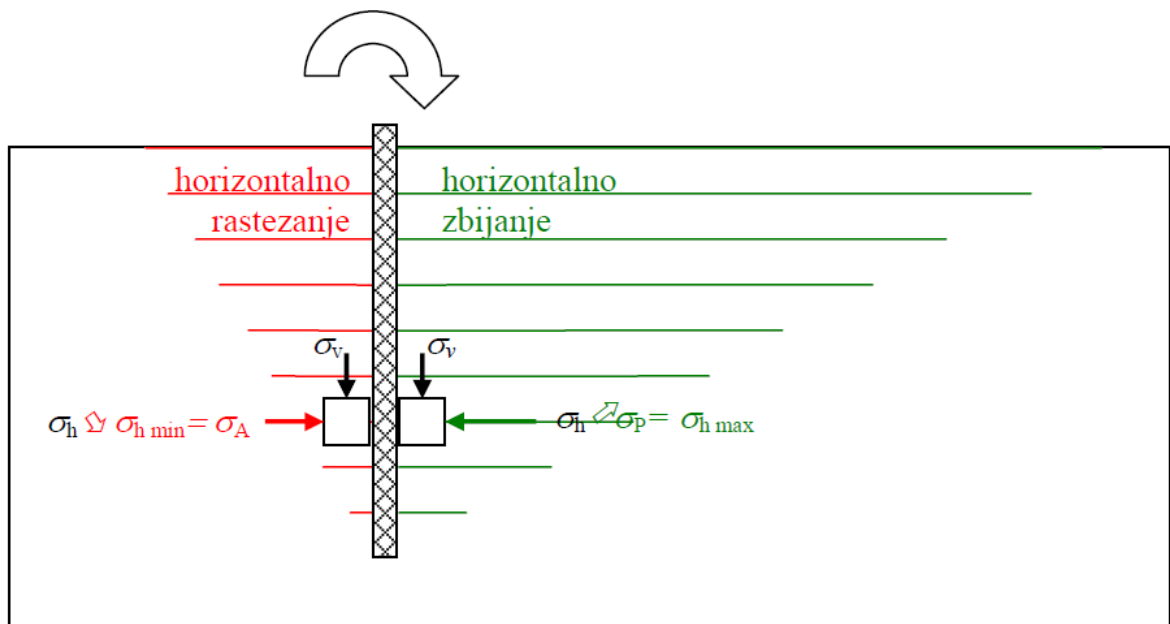 horizontalno horizontalno
rastezanje zbijanje
σv σv
σh ⇘ σh min = σA σh ⇗ σP = σh max